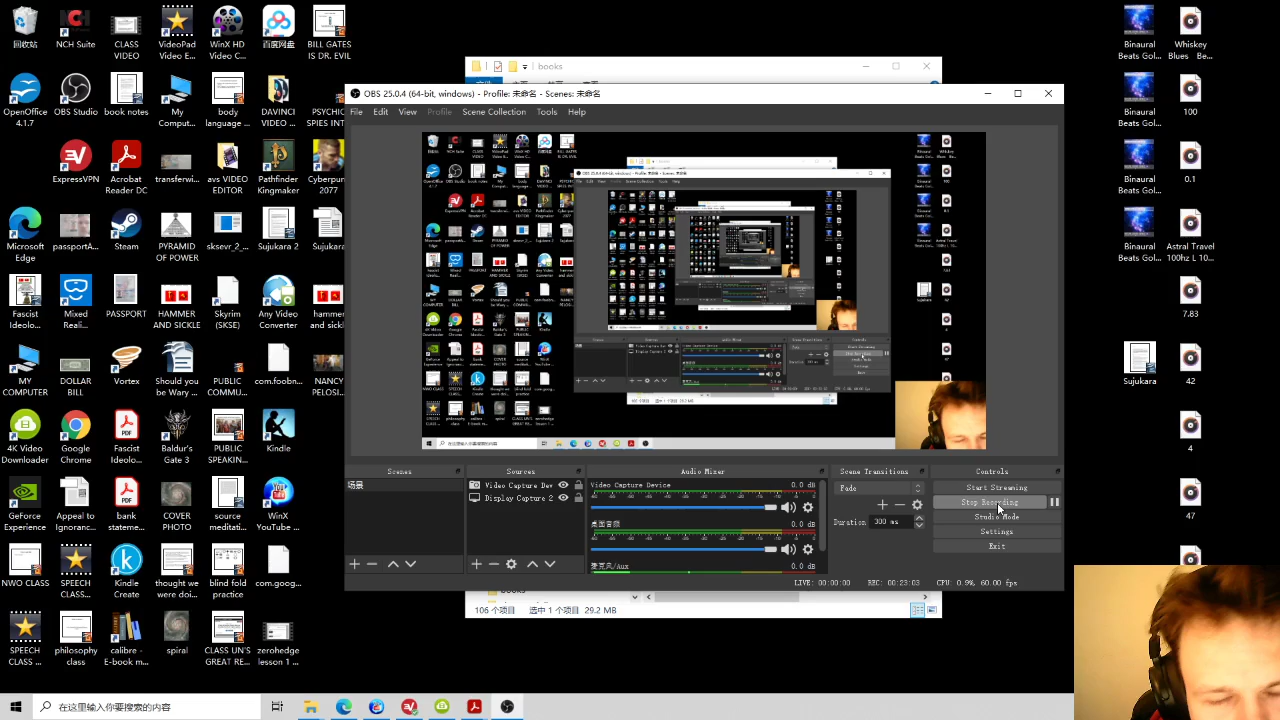 回收站
NCH Suite
CLASS VIDEO
VideoPad Video E...
WinX HD Video C...
百度网盘
BILL GATES IS DR. EVIL
OpenOffice 4.1.7
OBS Studio
book notes
My Comput...
body language ...
DAVINCI VIDEO ...
PSYCHIC SPIES INT
ExpressVPN
Acrobat Reader DC
transfervi...
avs VIDEO EDITOR
Pathfinder Kingmaker
Cyberpun 2077
Microsoft Edge
passportA...
Steam
PYRAMID OF POWER
sksevr_2_...
Sujukara 2
Sujukara
Fascist Ideolo...
Mixed Reali...
PASSPORT
HAMMER AND SICKLE
Skyrim (SKSE)
Any Video Converter
hammer and sickl
MY COMPUTER
DOLLAR BILL
Vortex
Should you be Wary ...
PUBLIC COMMU...
com.foobn...
NANCY PELOSI...
4K Video Downloader
Google Chrome
Fascist Ideolo...
Baldur's Gate 3
PUBLIC SPEAKIN...
Kindle
GeForce Experience
Appeal to Ignoran...
bank stateme...
COVER PHOTO
source meditati...
WinX YouTube ...
NWO CLASS
SPEECH CLASS...
Kindle Create
thought we were doi...
blind fold practice
com.goog...
SPEECH CLASS ...
philosophy class
calibre - E-book m...
spiral
CLASS UN'S GREAT RE...
zerohedge lesson 1 ...
books
OBS 25.0.4 (64-bit, windows) - Profile: 未命名 - Scenes: 未命名
File Edit View Profile Scene Collection Tools Help
Scenes
Sources
Audio Mixer
Scene Transitions
Controls
场景
Video Capture Dev
Display Capture 2
Video Capture Device 0.0 dB
桌面音频 0.0 dB
麦克风/Aux 0.0 dB
Fade
Duration 300 ms
Start Streaming
Stop Recording
Studio Mode
Settings
Exit
LIVE: 00:00:00 REC: 00:23:03 CPU: 0.9%, 60.00 fps
106 个项目 选中 1 个项目 29.2 MB
Binaural Beats Gol...
Whiskey Blues Be...
Binaural Beats Gol...
100
Binaural Beats Gol...
0.1
Binaural Beats Gol...
Astral Travel 100hz L...
7.83
Sujukara
42
4
47
在这里输入你要搜索的内容